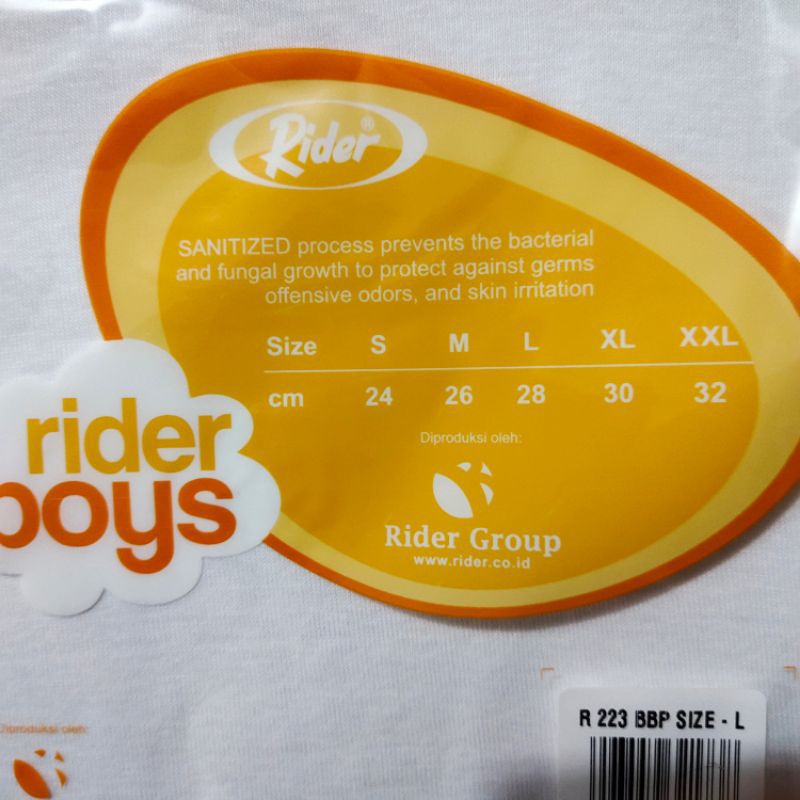 Rider®
SANITIZED process prevents the bacterial
and fungal growth to protect against germs
offensive odors, and skin irritation
Size S M L XL XXL
cm 24 26 28 30 32
Diproduksi oleh:
Rider Group
www.rider.co.id
rider
boys
R 223 BBP SIZE - L
Diproduksi oleh: